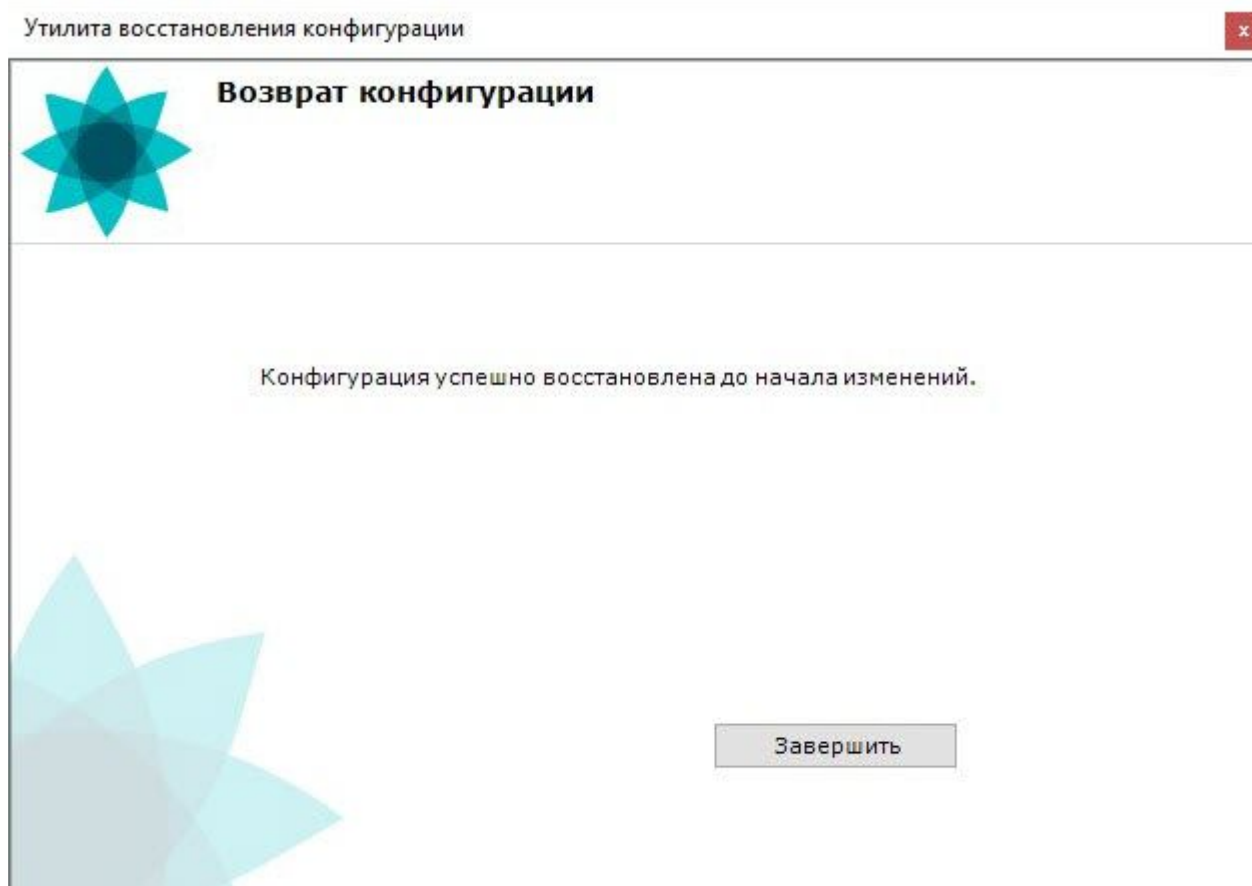 Утилита восстановления конфигурации
x
Возврат конфигурации
Конфигурация успешно восстановлена до начала изменений.
Завершить